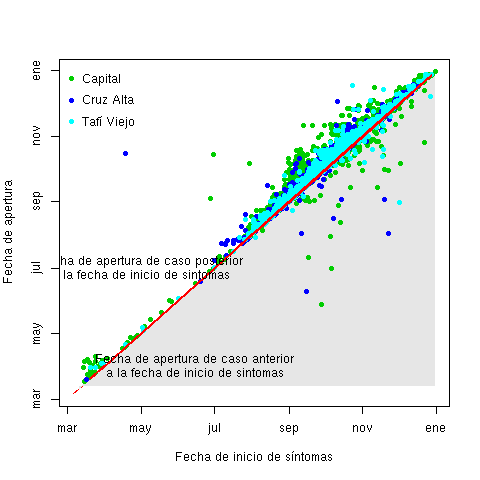 Capital
Cruz Alta
Tafí Viejo
ha de apertura de caso posterior
la fecha de inicio de síntomas
Fecha de apertura de caso anterior
a la fecha de inicio de síntomas
Fecha de apertura
mar
may
jul
sep
nov
ene
mar
may
jul
sep
nov
ene
Fecha de inicio de síntomas